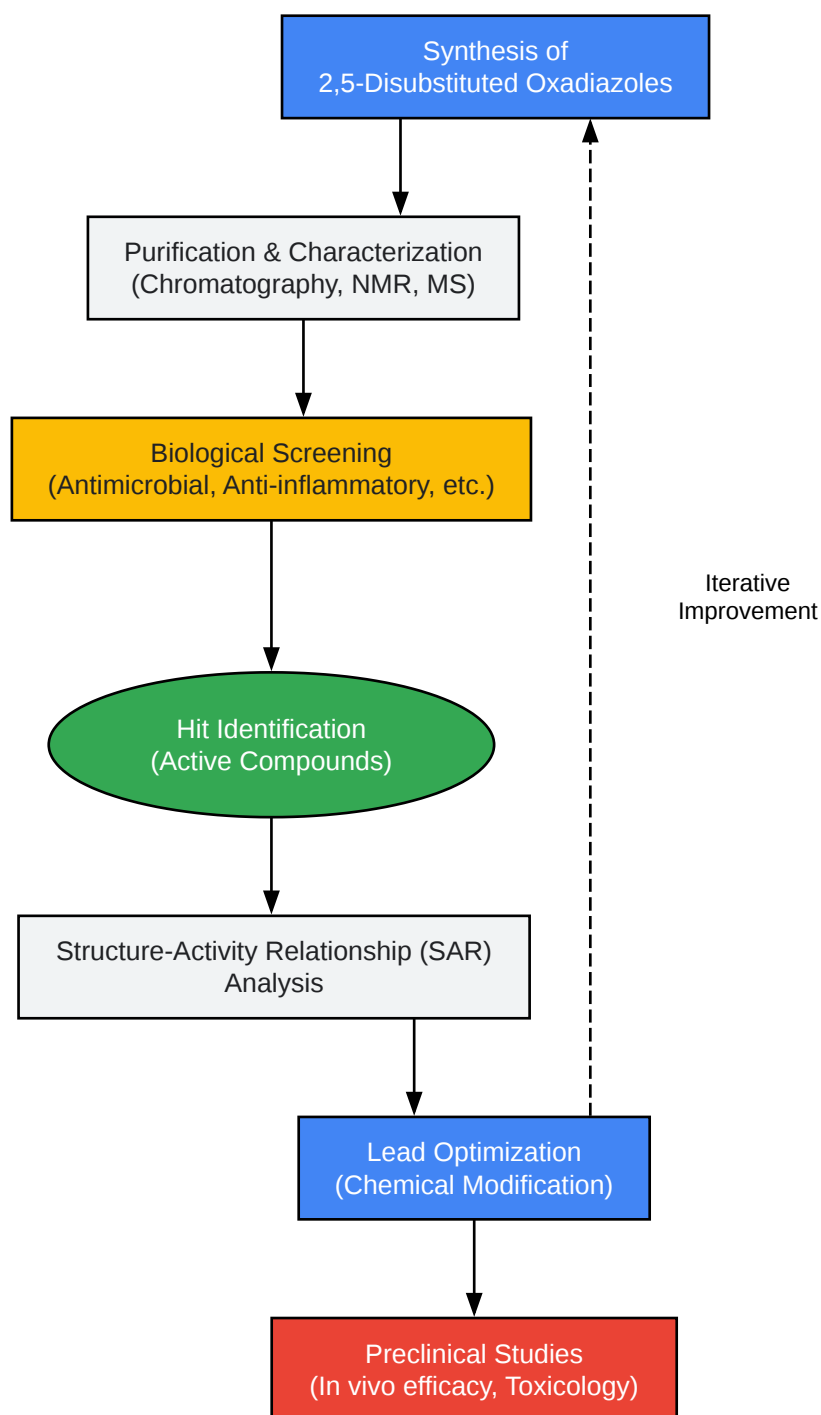 Synthesis of
2,5-Disubstituted Oxadiazoles
Purification & Characterization
(Chromatography, NMR, MS)
Biological Screening
(Antimicrobial, Anti-inflammatory, etc.)
Iterative
Improvement
Hit Identification
(Active Compounds)
Structure-Activity Relationship (SAR)
Analysis
Lead Optimization
(Chemical Modification)
Preclinical Studies
(In vivo efficacy, Toxicology)